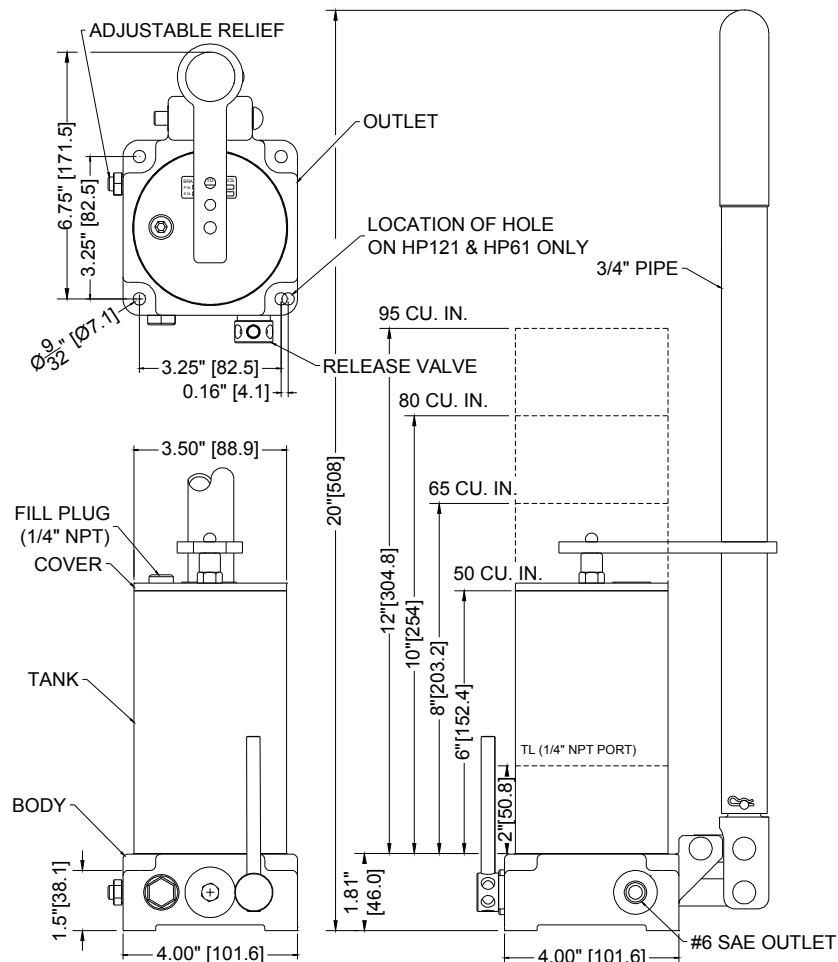 ADJUSTABLE RELIEF
OUTLET
6.75" [171.5]
3.25" [82.5]
LOCATION OF HOLE
ON HP121 & HP61 ONLY
3/4" PIPE
Ø9/32" [Ø7.1]
3.25" [82.5]
0.16" [4.1]
RELEASE VALVE
95 CU. IN.
80 CU. IN.
65 CU. IN.
50 CU. IN.
3.50" [88.9]
20"[508]
FILL PLUG
(1/4" NPT)
COVER
12"[304.8]
10"[254]
8"[203.2]
6"[152.4]
TANK
TL (1/4" NPT PORT)
2"[50.8]
BODY
1.5"[38.1]
1.81"
[46.0]
4.00" [101.6]
4.00" [101.6]
#6 SAE OUTLET